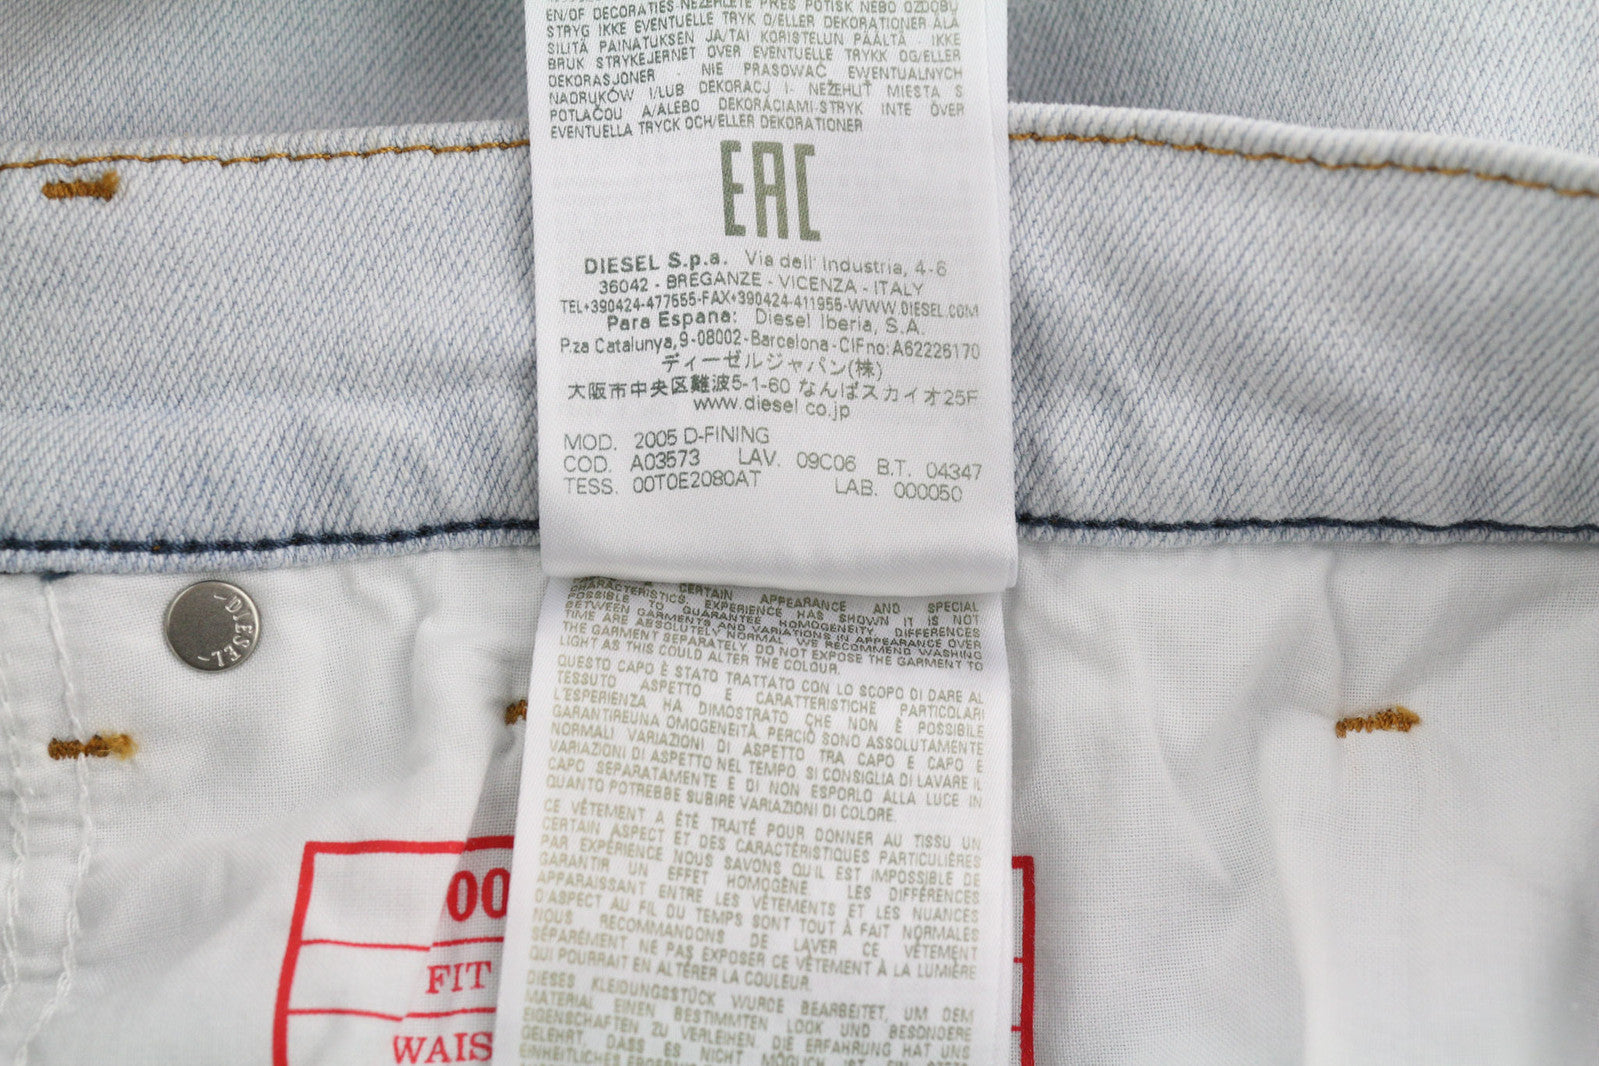 EN/OF DECORATIES NEŽEHLETE PŘES POTISK NEBO OZDOBU
STRYG IKKE EVENTUELLE TRYK O/ELLER DEKORATIONER ÄLÄ
SILITÄ PAINATUKSEN JA/TAI KORISTELUN PÄÄLTÄ IKKE
BRUK STRYKEJERNET OVER EVENTUELLE TRYKK OG/ELLER
DEKORASJONER - NIE PRASOWAĆ EWENTUALNYCH
NADRUKÓW I/LUB DEKORACJ I- NEŽEHLIŤ MIESTA S
POTLAČOU A/ALEBO DEKORÁCIAMI-STRYK INTE ÖVER
EVENTUELLA TRYCK OCH/ELLER DEKORATIONER
EAC
DIESEL S.p.a. Via dell' Industria, 4-6
36042 - BREGANZE - VICENZA - ITALY
TEL+390424-477555-FAX+390424-411955-WWW.DIESEL.COM
Para Espana: Diesel Iberia, S.A.
P.za Catalunya,9-08002-Barcelona-CIFno:A62226170
ディーゼルジャパン(株)
大阪市中央区難波5-1-60 なんばスカイオ25F
www.diesel co.jp
MOD. 2005 D-FINING
COD. A03573 LAV. 09C06 B.T. 04347
TESS. 00T0E2080AT LAB. 000050
-DIESEL-
CERTAIN APPEARANCE AND SPECIAL
CHARACTERISTICS, EXPERIENCE HAS SHOWN IT IS NOT
POSSIBLE TO GUARANTEE HOMOGENEITY DIFFERENCES
BETWEEN GARMENTS AND VARIATIONS IN APPEARANCE OVER
TIME ARE ABSOLUTELY NORMAL WE RECOMMEND WASHING
THE GARMENT SEPARATELY DO NOT EXPOSE THE GARMENT TO
LIGHT AS THIS COULD ALTER THE COLOUR.
QUESTO CAPO È STATO TRATTATO CON LO SCOPO DI DARE AL
TESSUTO ASPETTO E CARATTERISTICHE PARTICOLARI
L'ESPERIENZA HA DIMOSTRATO CHE NON È POSSIBILE
GARANTIREUNA OMOGENEITÀ, PERCIÒ SONO ASSOLUTAMENTE
NORMALI VARIAZIONI DI ASPETTO TRA CAPO E CAPO E
VARIAZIONI DI ASPETTO NEL TEMPO. SI CONSIGLIA DI LAVARE IL
CAPO SEPARATAMENTE E DI NON ESPORLO ALLA LUCE IN
QUANTO POTREBBE SUBIRE VARIAZIONI DI COLORE.
CE VÊTEMENT A ÉTÉ TRAITÉ POUR DONNER AU TISSU UN
CERTAIN ASPECT ET DES CARACTÉRISTIQUES PARTICULIÈRES
PAR EXPÉRIENCE NOUS SAVONS QU'IL EST IMPOSSIBLE DE
GARANTIR UN EFFET HOMOGÈNE LES DIFFÉRENCES
APPARAISSANT ENTRE LES VÊTEMENTS ET LES NUANCES
D'ASPECT AU FIL DU TEMPS SONT TOUT À FAIT NORMALES
NOUS RECOMMANDONS DE LAVER CE VÊTEMENT
SÉPARÉMENT NE PAS EXPOSER CE VÊTEMENT À LA LUMIÈRE
QUI POURRAIT EN ALTÉRER LA COULEUR
DIESES KLEIDUNGSSTÜCK WURDE BEARBEITET, UM DEM
MATERIAL EINEN BESTIMMTEN LOOK UND BESONDERE
EIGENSCHAFTEN ZU VERLEIHEN. DIE ERFAHRUNG HAT UNS
GELEHRT, DASS ES NICHT MÖGLICH IST EIN
EINHEITLICHES
00
FIT
WAIS